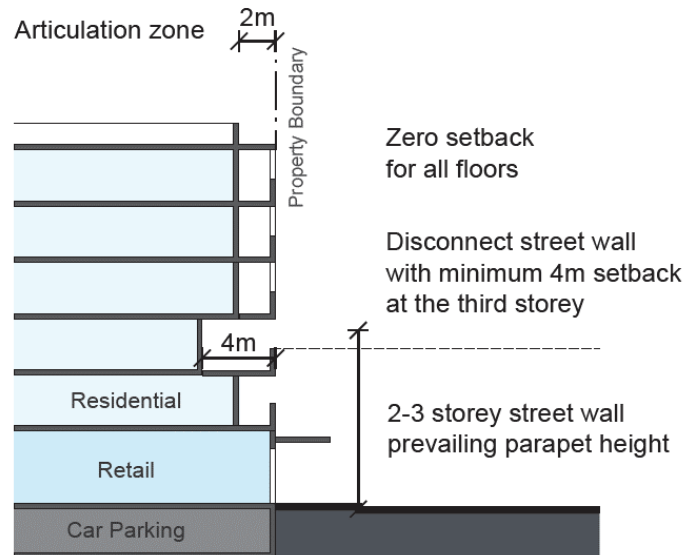 2m
Articulation zone
Property Boundary
Zero setback
for all floors
Disconnect street wall
with minimum 4m setback
at the third storey
4m
Residential
2-3 storey street wall
prevailing parapet height
Retail
Car Parking